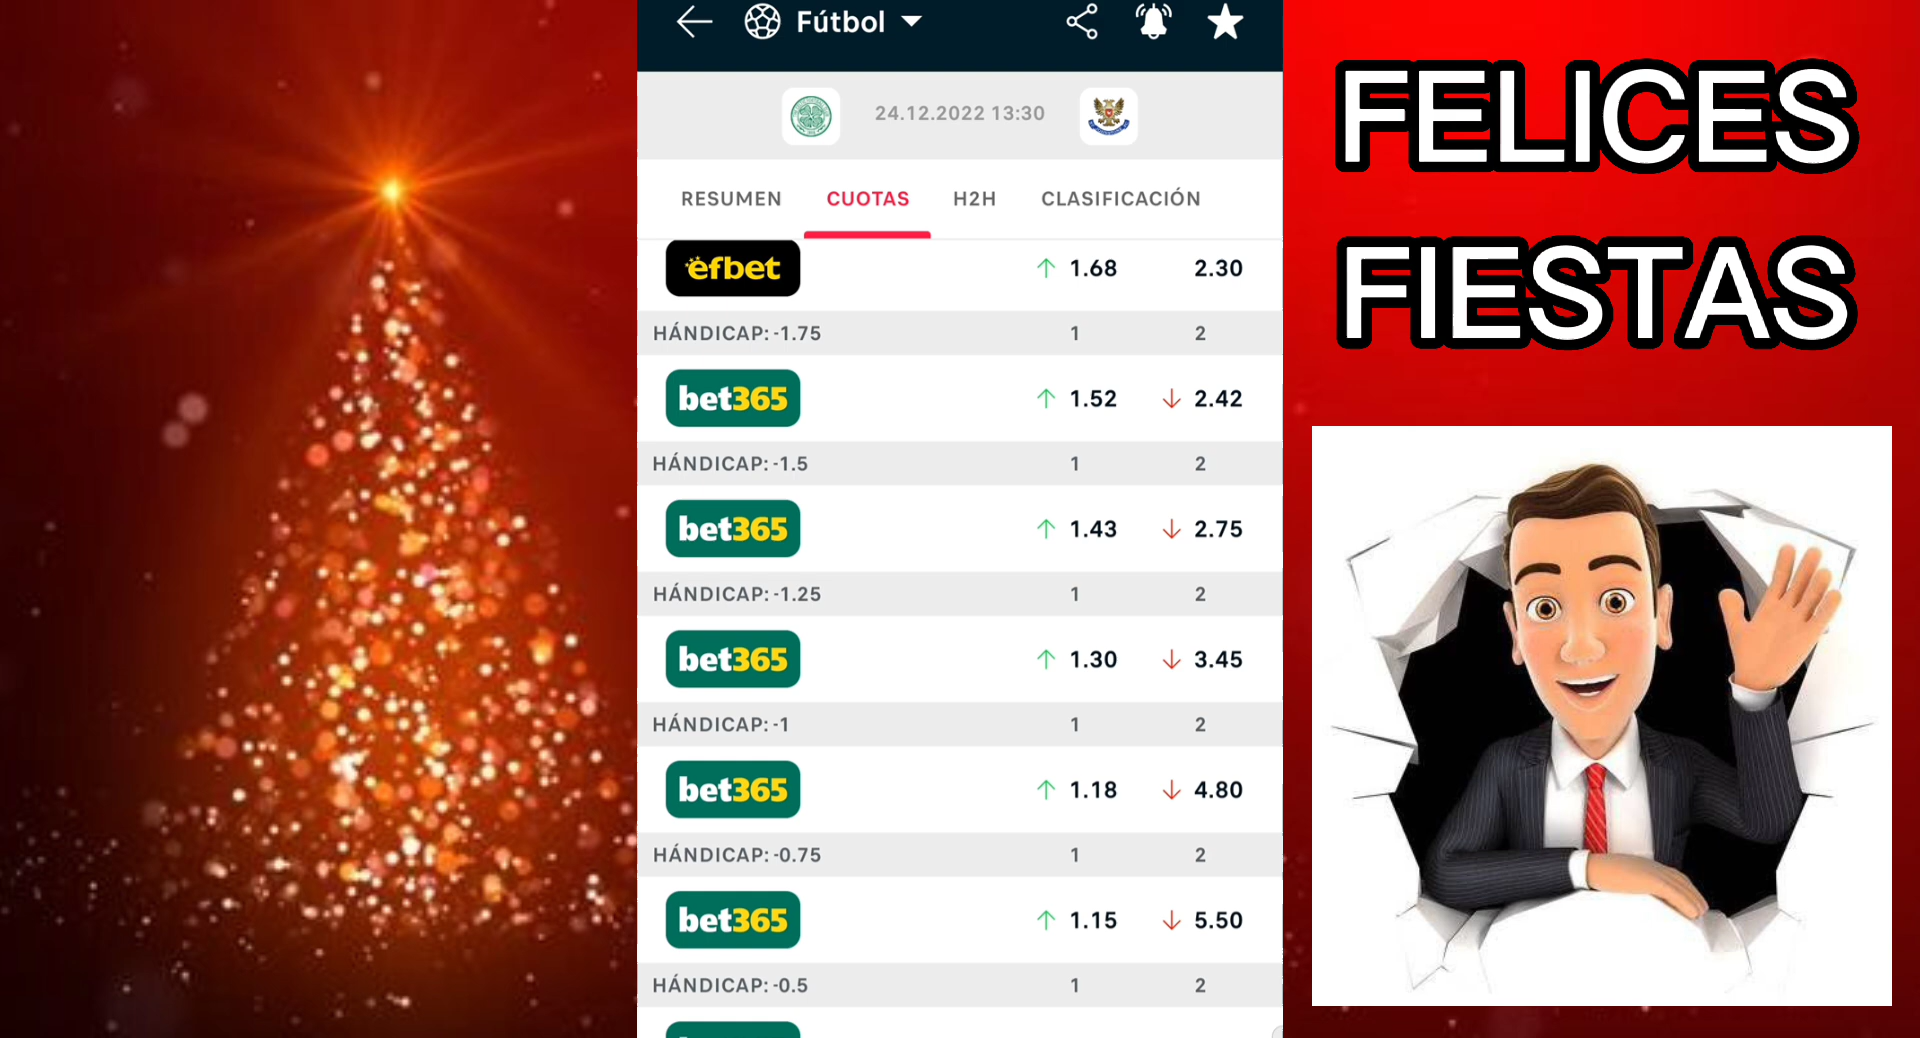 Fútbol
24.12.2022 13:30
RESUMEN CUOTAS H2H CLASIFICACIÓN
efbet 1.68 2.30
HÁNDICAP: -1.75 1 2
bet365 1.52 2.42
HÁNDICAP: -1.5 1 2
bet365 1.43 2.75
HÁNDICAP: -1.25 1 2
bet365 1.30 3.45
HÁNDICAP: -1 1 2
bet365 1.18 4.80
HÁNDICAP: -0.75 1 2
bet365 1.15 5.50
HÁNDICAP: -0.5 1 2
FELICES
FIESTAS